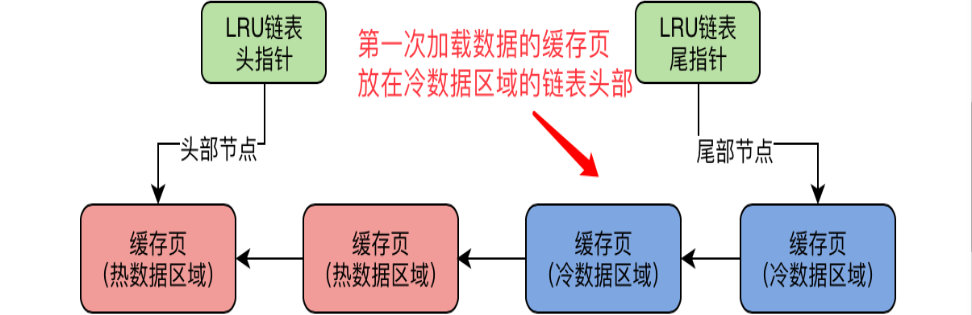 LRU链表
头指针
第一次加载数据的缓存页
放在冷数据区域的链表头部
LRU链表
尾指针
头部节点
尾部节点
缓存页
(热数据区域)
缓存页
(热数据区域)
缓存页
(冷数据区域)
缓存页
(冷数据区域)